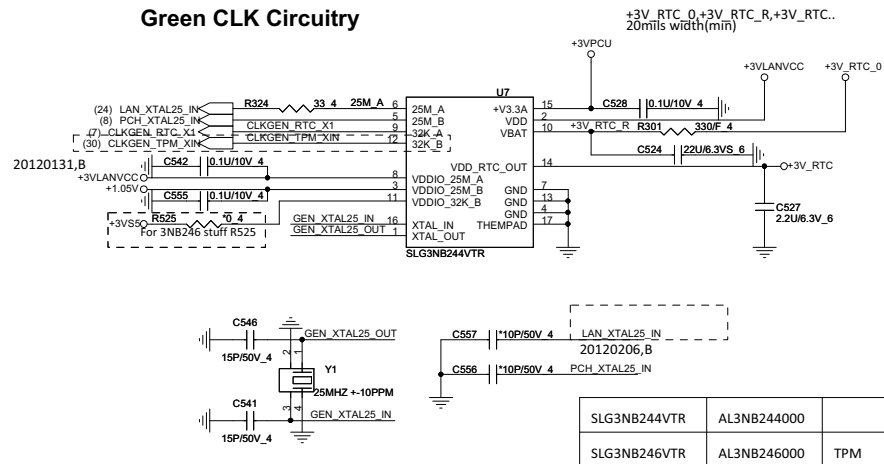 Green CLK Circuitry
+3V_RTC_0,+3V_RTC_R,+3V_RTC..
20mils width(min)
+3VPCU
+3VLANVCC
+3V_RTC_0
U7
(24) LAN_XTAL25_IN
R324
33_4
25M_A
6
25M_A
+V3.3A
15
C528
0.1U/10V_4
(8) PCH_XTAL25_IN
5
25M_B
VDD
2
(7) CLKGEN_RTC_X1
CLKGEN_RTC_X1
9
32K_A
VBAT
10
+3V_RTC_R
R301
330/F_4
(30) CLKGEN_TPM_XIN
CLKGEN_TPM_XIN
12
32K_B
C524
22U/6.3VS_6
20120131,B
C542
0.1U/10V_4
VDD_RTC_OUT
14
+3V_RTC
+3VLANVCC
8
VDDIO_25M_A
+1.05V
3
VDDIO_25M_B
GND
7
C555
0.1U/10V_4
11
VDDIO_32K_B
GND
13
C527
2.2U/6.3V_6
GND
4
+3VS5
R525
*0_4
GEN_XTAL25_IN
16
XTAL_IN
THEMPAD
17
For 3NB246 stuff R525
GEN_XTAL25_OUT
1
XTAL_OUT
SLG3NB244VTR
C546
15P/50V_4
GEN_XTAL25_OUT
2
1
Y1
25MHZ +-10PPM
3
4
C541
15P/50V_4
GEN_XTAL25_IN
C557
*10P/50V_4
LAN_XTAL25_IN
20120206,B
C556
*10P/50V_4
PCH_XTAL25_IN
SLG3NB244VTR
AL3NB244000
SLG3NB246VTR
AL3NB246000
TPM